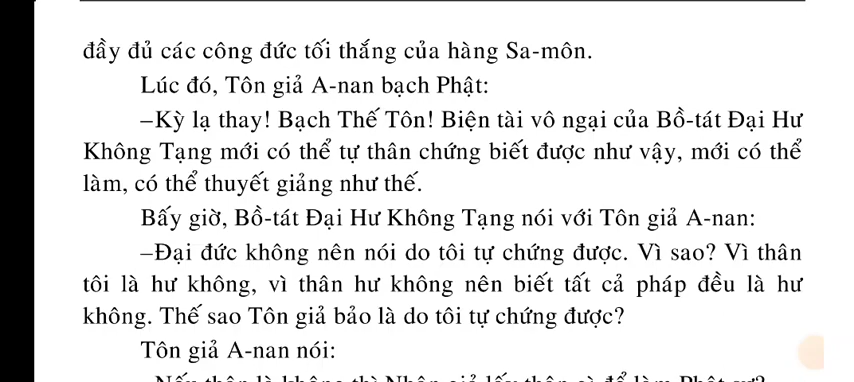 đầy đủ các công đức tối thắng của hàng Sa-môn.
Lúc đó, Tôn giả A-nan bạch Phật:
–Kỳ lạ thay! Bạch Thế Tôn! Biện tài vô ngại của Bồ-tát Đại Hư
Không Tạng mới có thể tự thân chứng biết được như vậy, mới có thể
làm, có thể thuyết giảng như thế.
Bấy giờ, Bồ-tát Đại Hư Không Tạng nói với Tôn giả A-nan:
–Đại đức không nên nói do tôi tự chứng được. Vì sao? Vì thân
tôi là hư không, vì thân hư không nên biết tất cả pháp đều là hư
không. Thế sao Tôn giả bảo là do tôi tự chứng được?
Tôn giả A-nan nói: